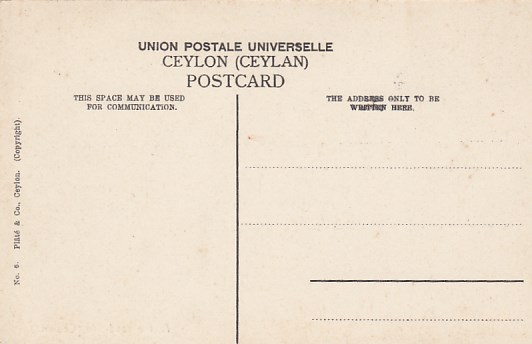 UNION POSTALE UNIVERSELLE
CEYLON (CEYLAN)
POSTCARD
THIS SPACE MAY BE USED
FOR COMMUNICATION.
THE ADDRESS ONLY TO BE
WRITTEN HERE.
No. 6. Plâté & Co., Ceylon. (Copyright).